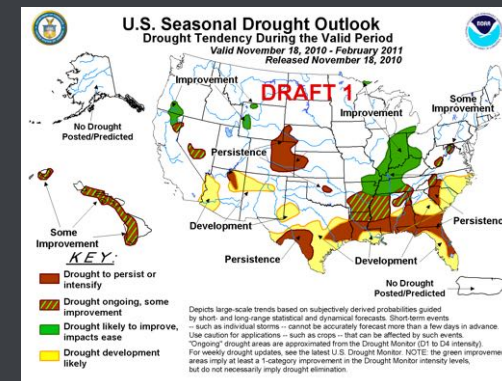 U.S. Seasonal Drought Outlook
Drought Tendency During the Valid Period
Valid November 18, 2010 - February 2011
Released November 18, 2010
DRAFT 1
Improvement
Improvement
Some
Improvement
No Drought
Posted/Predicted
Persistence
Development
Persistence
Development
Persistence
Some
Improvement
No Drought
Posted/Predicted
KEY:
Drought to persist or
intensify
Drought ongoing, some
improvement
Drought likely to improve,
impacts ease
Drought development
likely
Depicts large-scale trends based on subjectively derived probabilities guided
by short- and long-range statistical and dynamical forecasts. Short-term events
-- such as individual storms -- cannot be accurately forecast more than a few days in advance.
Use caution for applications -- such as crops -- that can be affected by such events.
"Ongoing" drought areas are approximated from the Drought Monitor (D1 to D4 intensity).
For weekly drought updates, see the latest U.S. Drought Monitor. NOTE: the green improvement
areas imply at least a 1-category improvement in the Drought Monitor intensity levels,
but do not necessarily imply drought elimination.